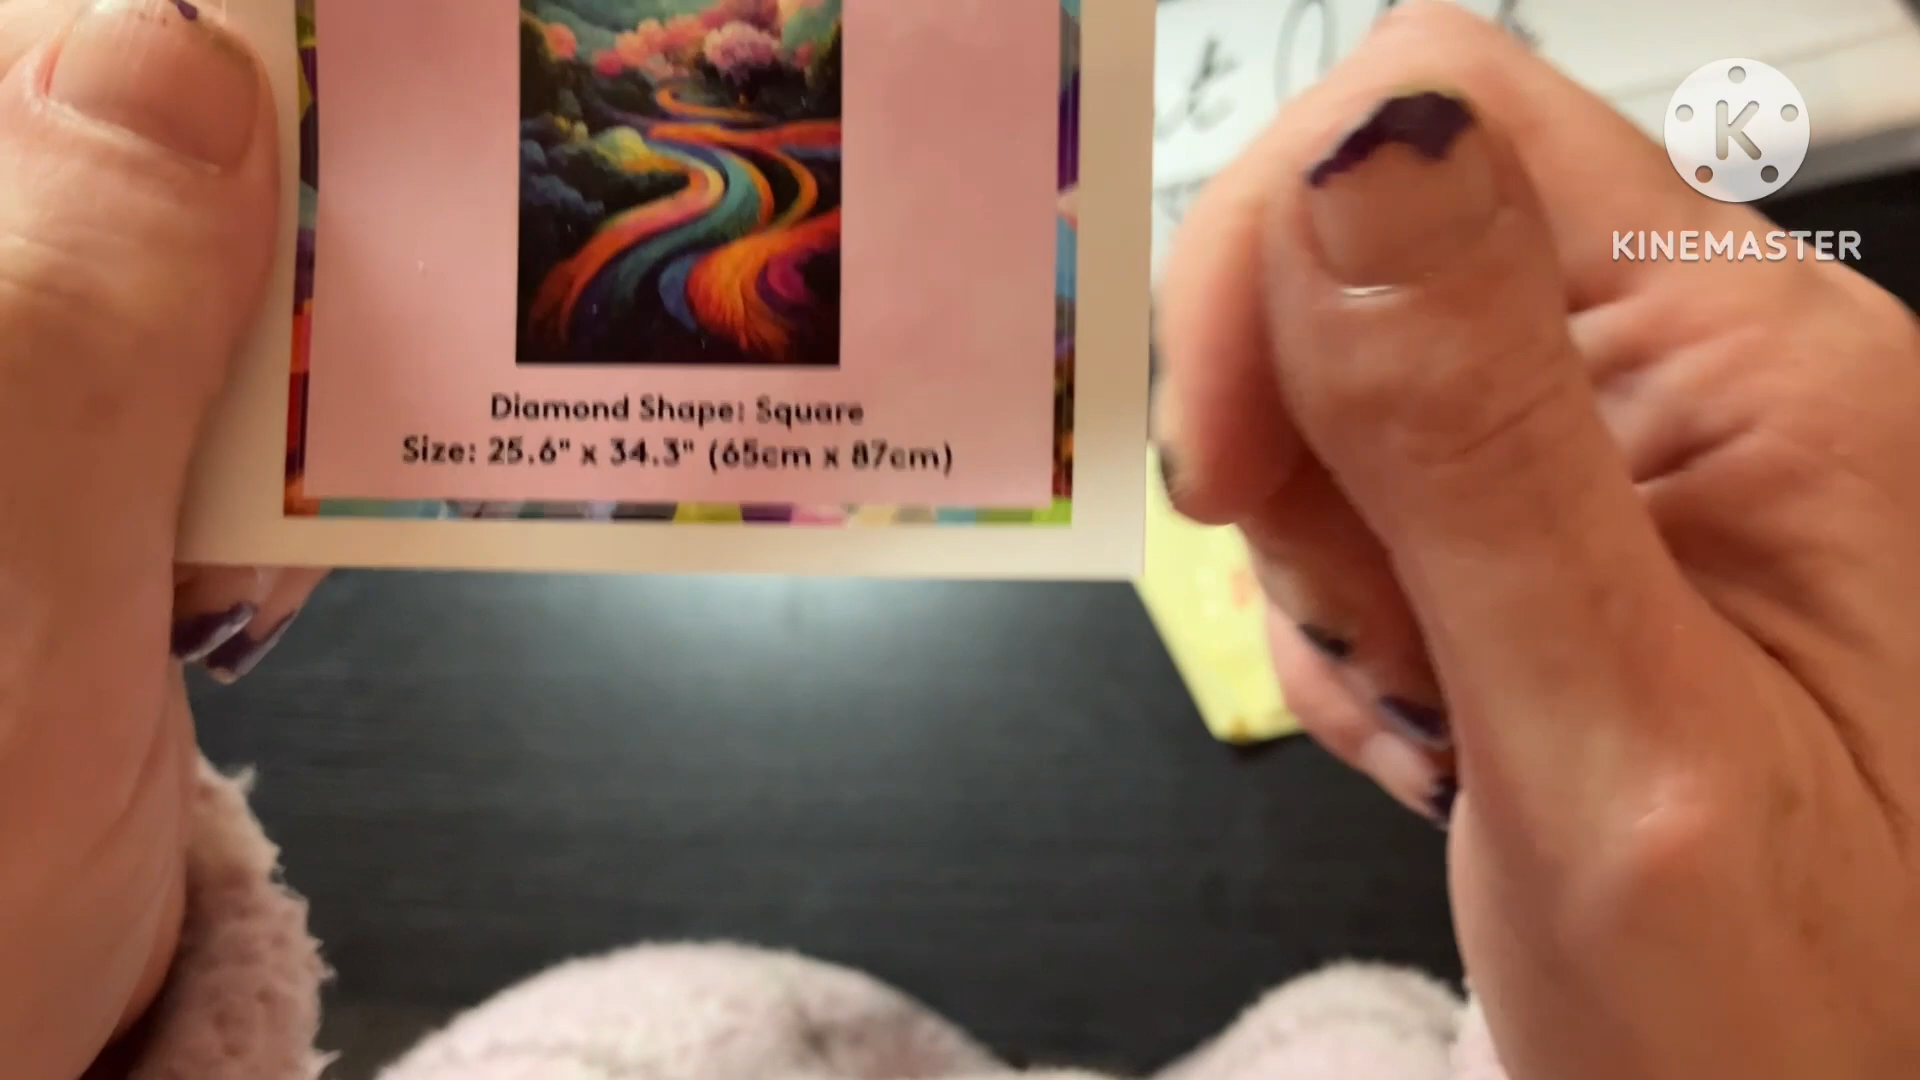 Diamond Shape: Square
Size: 25.6" x 34.3" (65cm x 87cm)
K
KINEMASTER